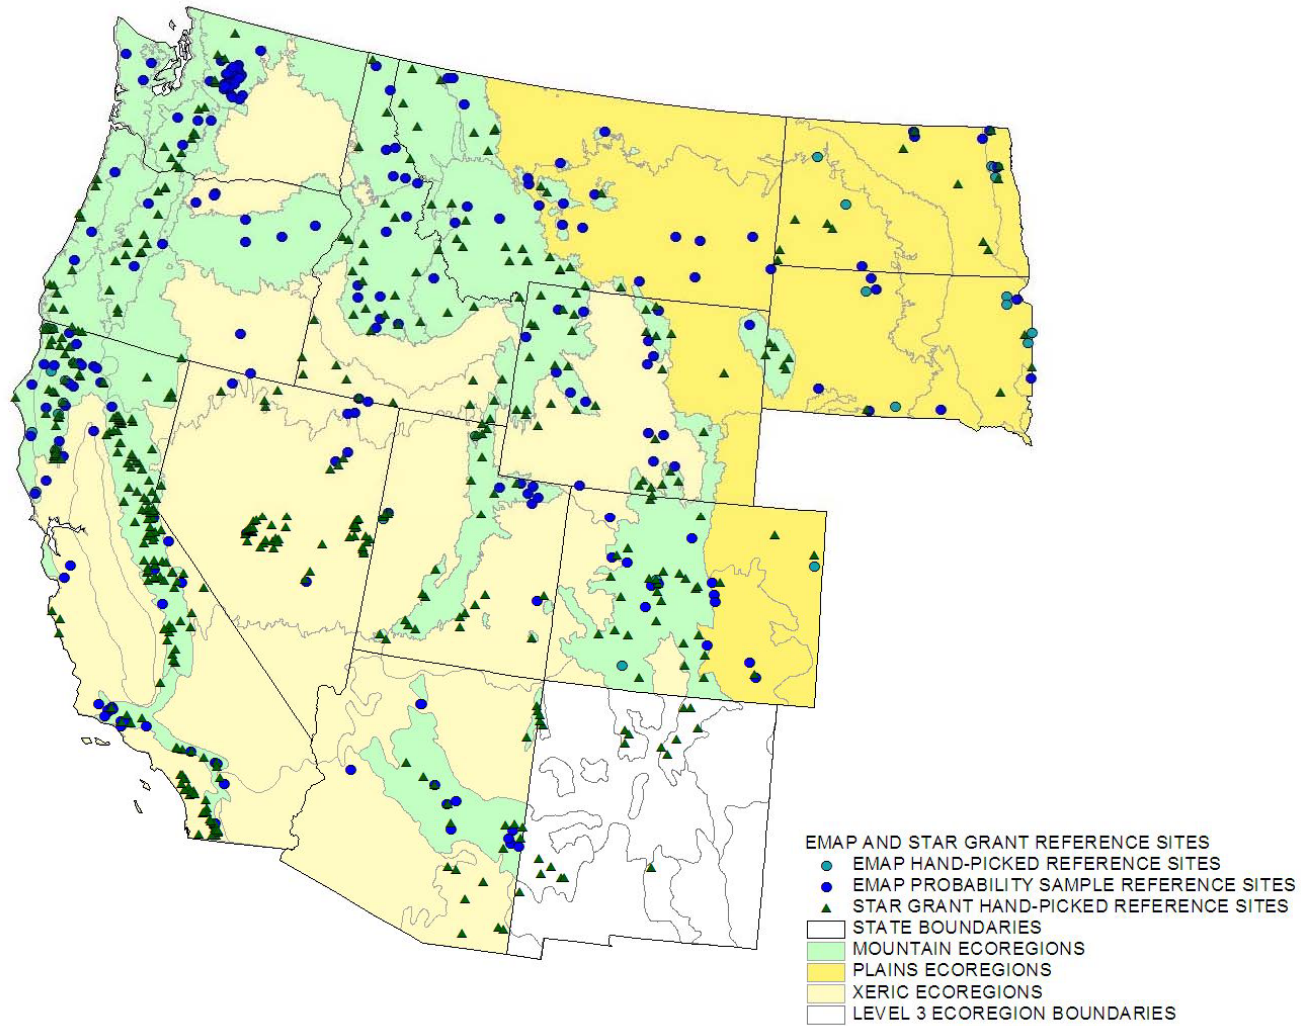 EMAP AND STAR GRANT REFERENCE SITES
EMAP HAND-PICKED REFERENCE SITES
EMAP PROBABILITY SAMPLE REFERENCE SITES
STAR GRANT HAND-PICKED REFERENCE SITES
STATE BOUNDARIES
MOUNTAIN ECOREGIONS
PLAINS ECOREGIONS
XERIC ECOREGIONS
LEVEL 3 ECOREGION BOUNDARIES